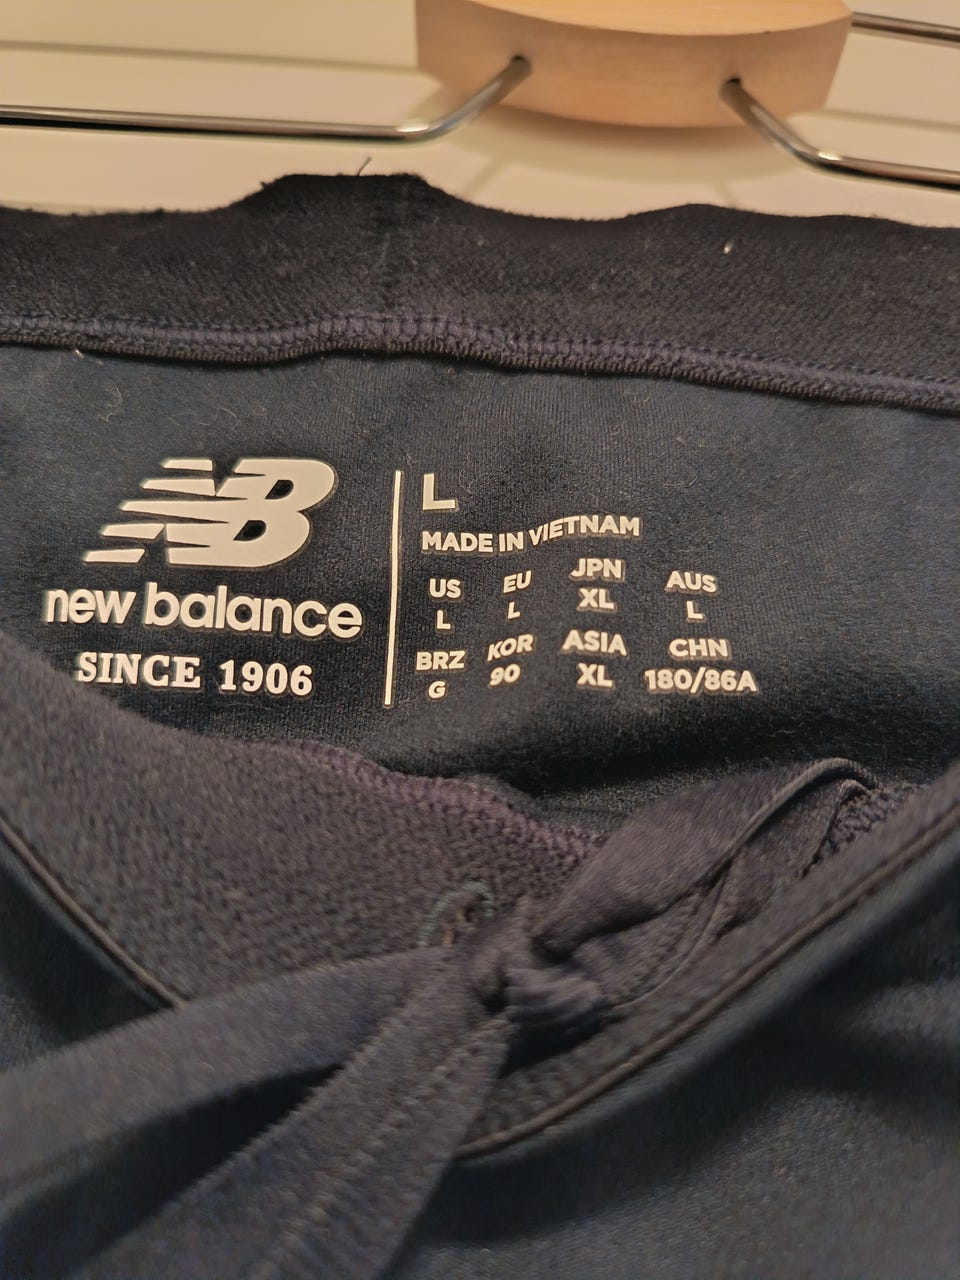 NB
new balance
SINCE 1906
L
MADE IN VIETNAM
US EU JPN AUS
L L XL L
BRZ KOR ASIA CHN
G 90 XL 180/86A